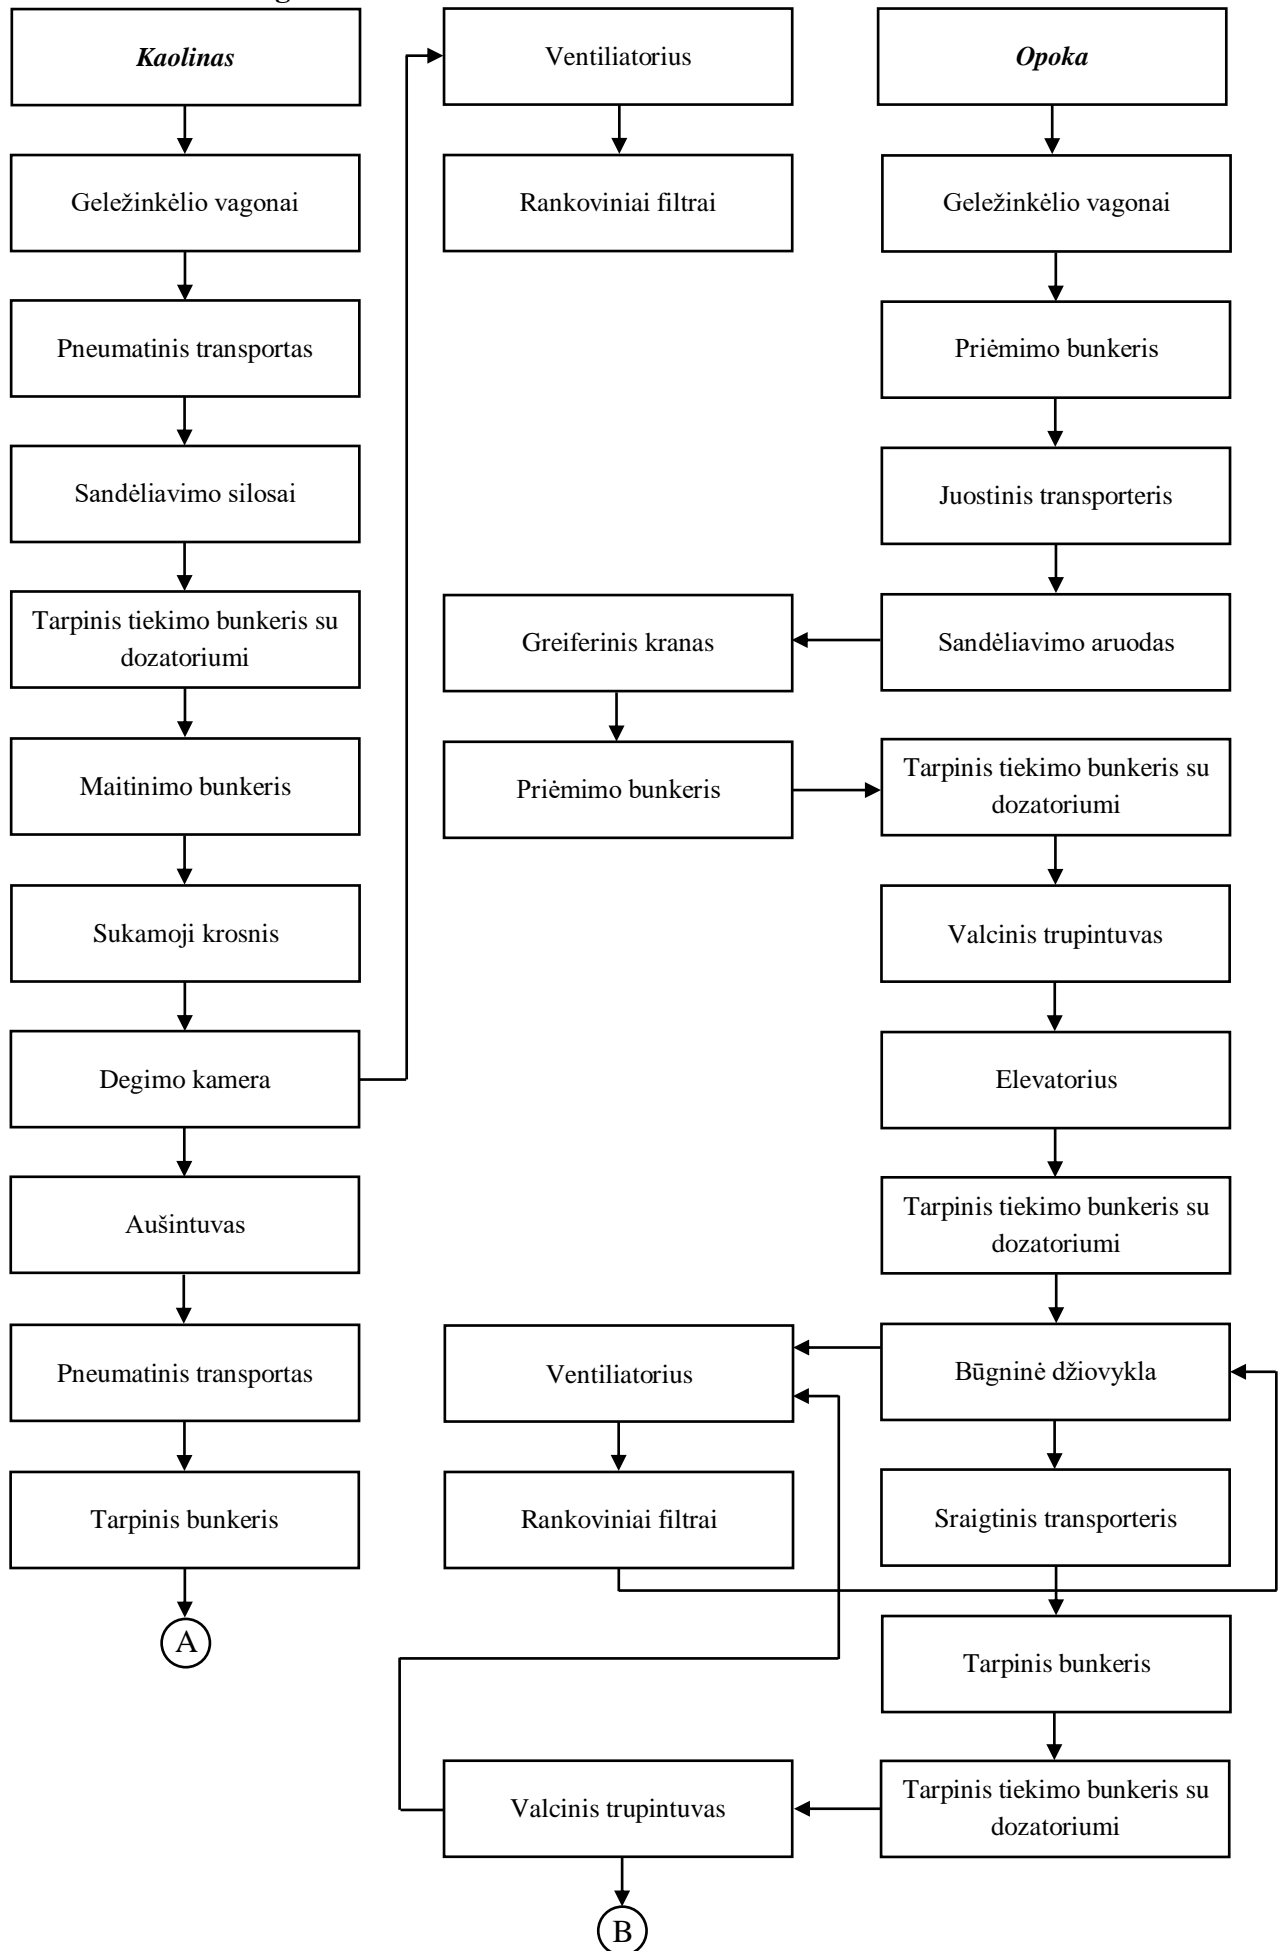 Kaolinas
Geležinkėlio vagonai
Pneumatinis transportas
Sandėliavimo silosai
Tarpinis tiekimo bunkeris su
dozatoriumi
Maitinimo bunkeris
Sukamoji krosnis
Degimo kamera
Aušintuvas
Pneumatinis transportas
Tarpinis bunkeris
A
Ventiliatorius
Rankoviniai filtrai
Opoka
Geležinkėlio vagonai
Priėmimo bunkeris
Juostinis transporteris
Sandėliavimo aruodas
Greiferinis kranas
Priėmimo bunkeris
Tarpinis tiekimo bunkeris su
dozatoriumi
Valcinis trupintuvas
Elevatorius
Tarpinis tiekimo bunkeris su
dozatoriumi
Būgninė džiovykla
Ventiliatorius
Rankoviniai filtrai
Sraigtinis transporteris
Tarpinis bunkeris
Tarpinis tiekimo bunkeris su
dozatoriumi
Valcinis trupintuvas
B